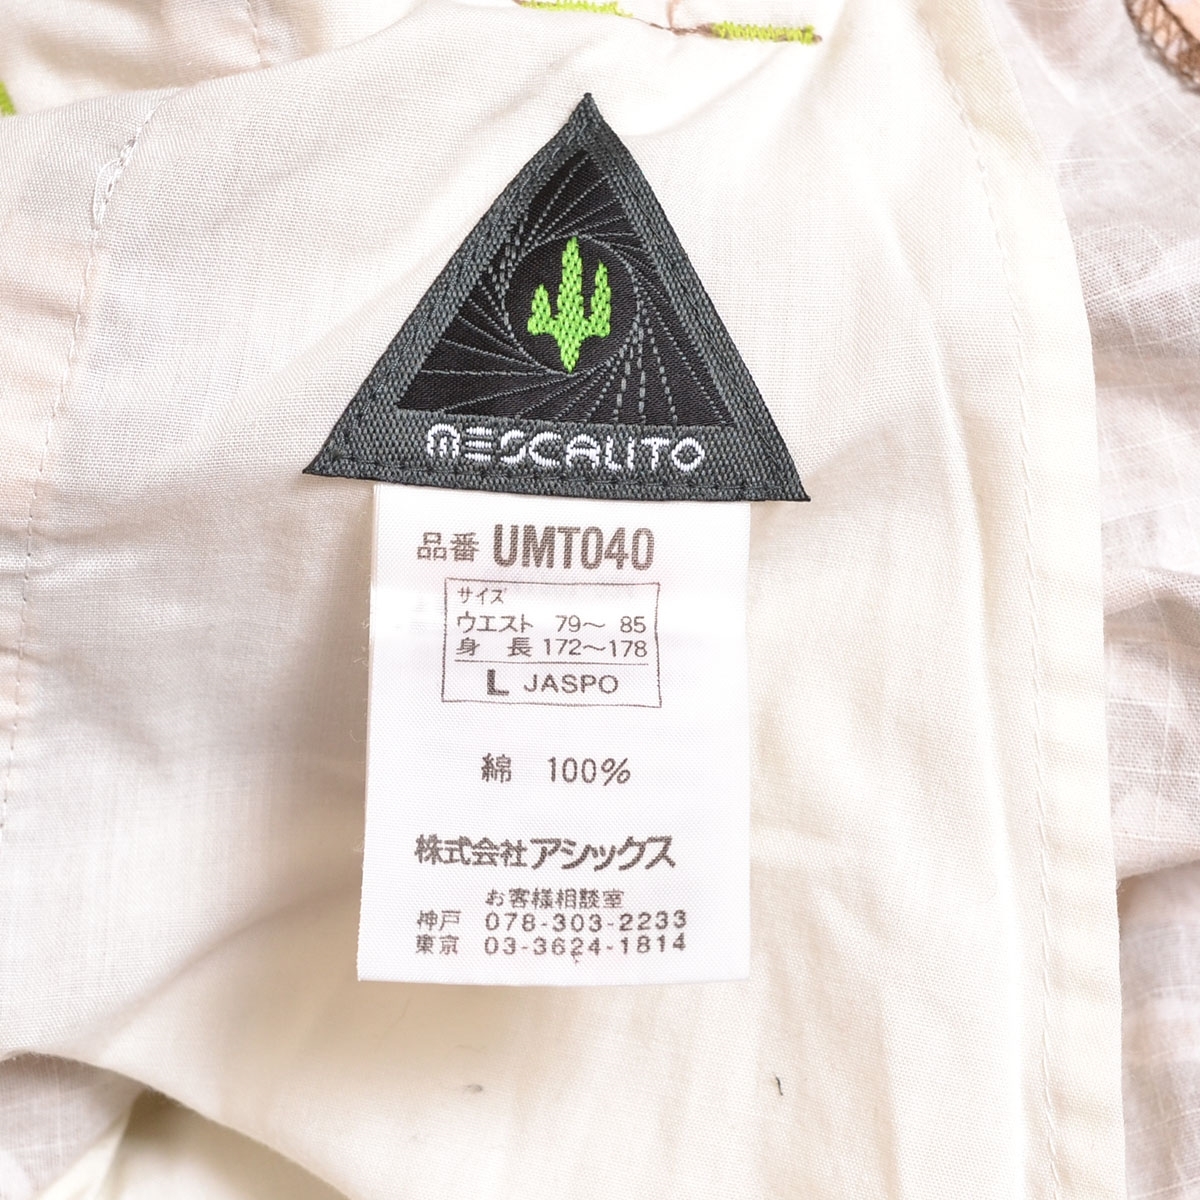 MESCALITO
品番 UMT040
サイズ
ウエスト 79～ 85
身 長 172～178
L JASPO
綿 100%
株式会社アシックス
お客様相談室
神戸 078-303-2233
東京 03-3624-1814